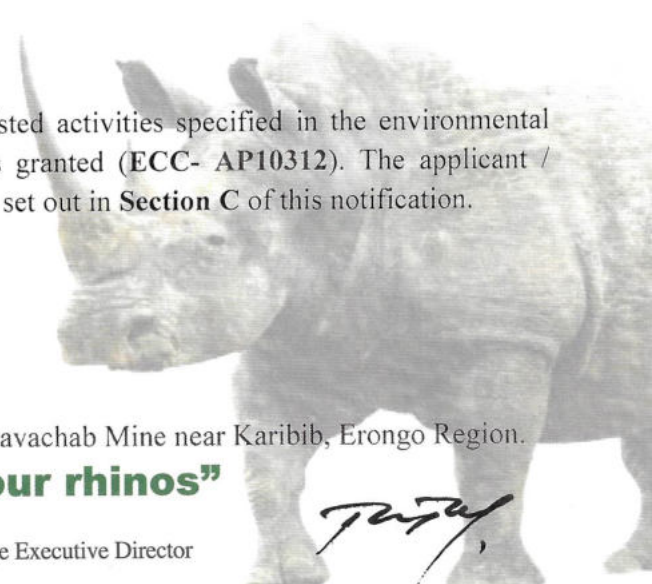 sted activities specified in the environmental
granted (ECC- AP10312). The applicant /
set out in Section C of this notification.
avachab Mine near Karibib, Erongo Region.
our rhinos”
e Executive Director